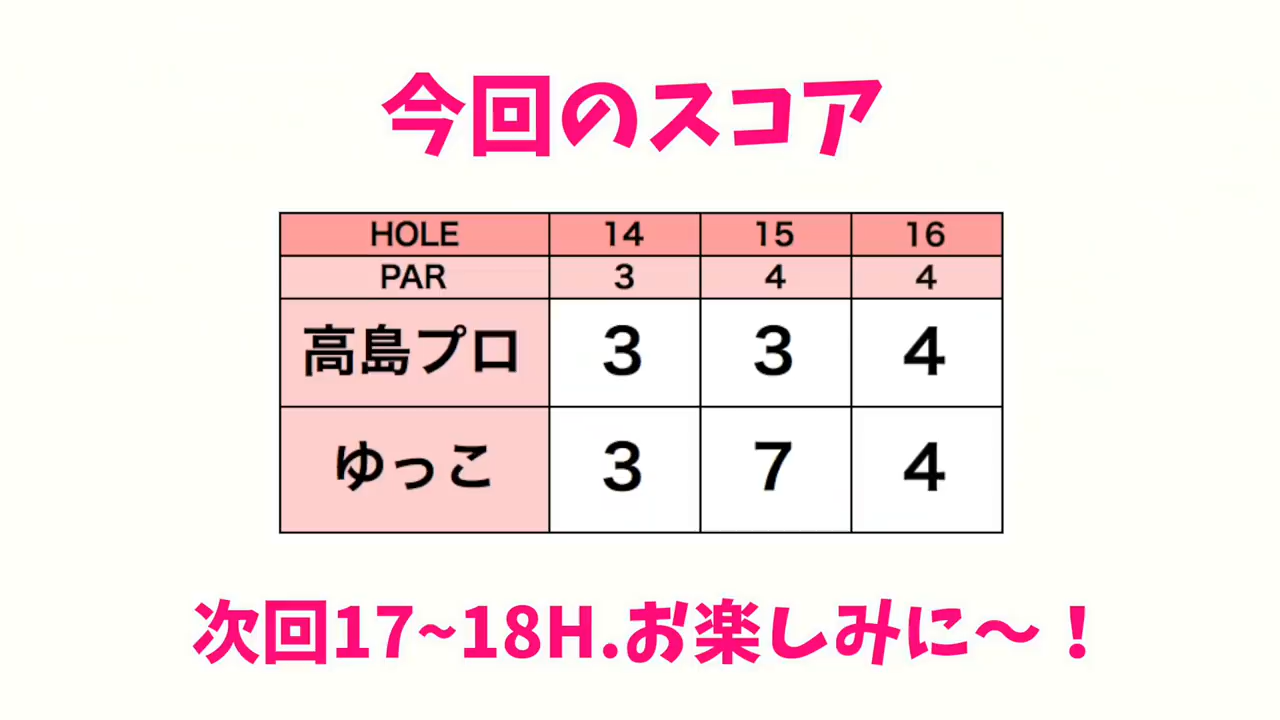 今回のスコア
HOLE 14 15 16
PAR 3 4 4
高島プロ 3 3 4
ゆっこ 3 7 4
次回17~18H.お楽しみに〜！